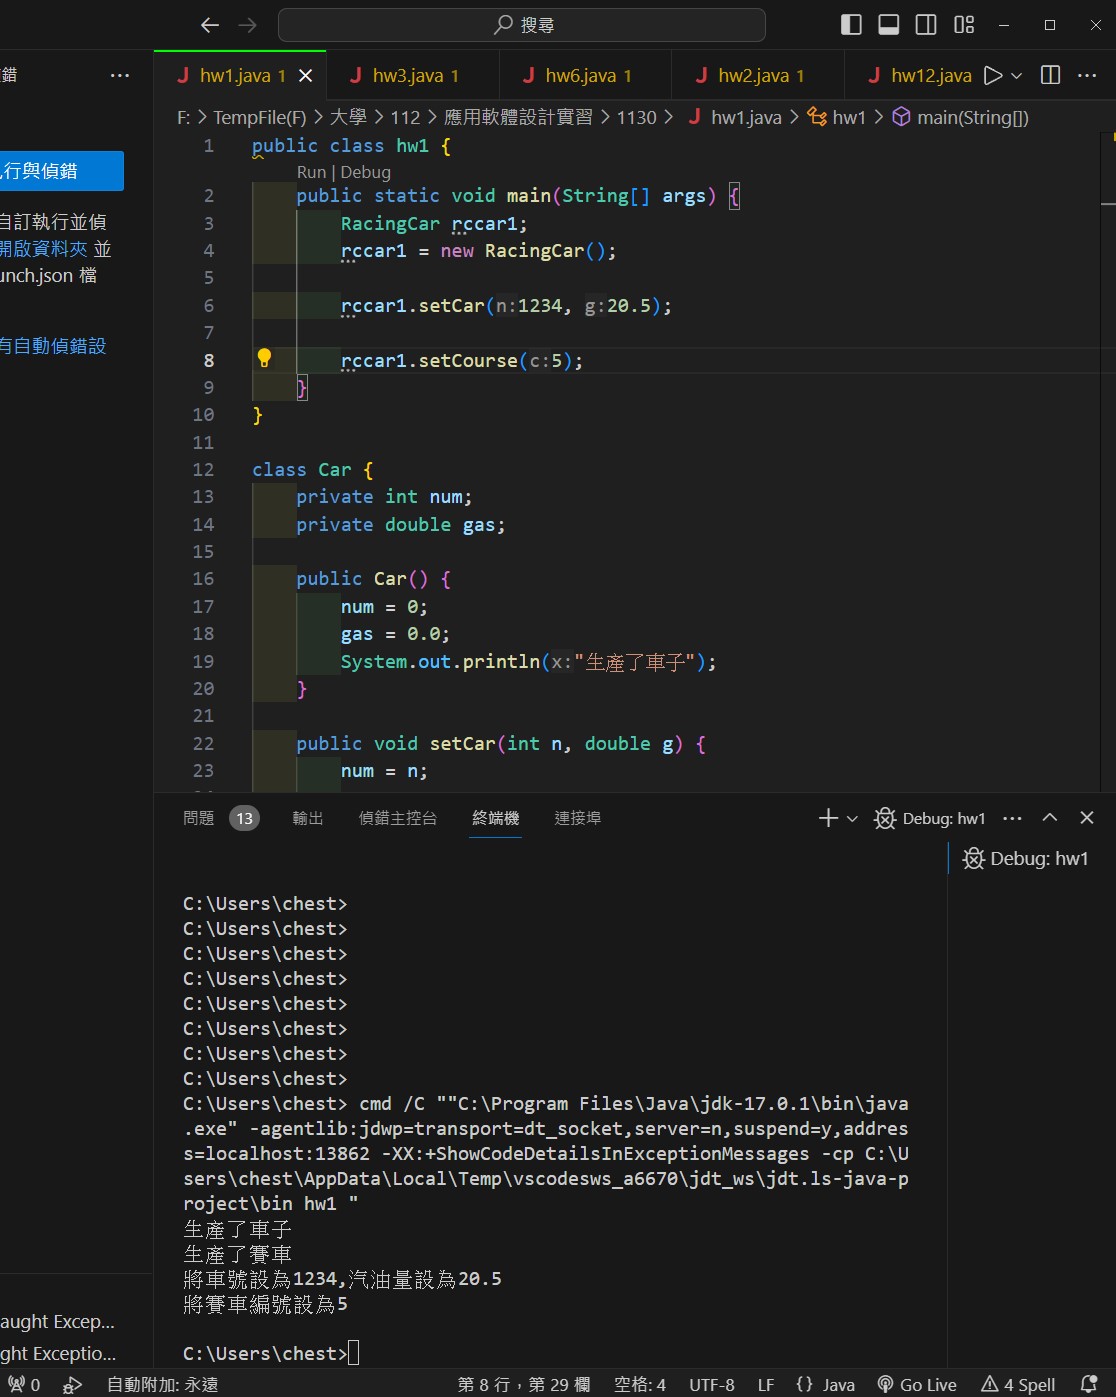 搜尋
錯
hw1.java 1
hw3.java 1
hw6.java 1
hw2.java 1
hw12.java
F: > TempFile(F) > 大學 > 112 > 應用軟體設計實習 > 1130 > hw1.java > hw1 > main(String[])
行與偵錯
自訂執行並偵
開啟資料夾 並
unch.json 檔
有自動偵錯設
1 public class hw1 {
Run | Debug
2 public static void main(String[] args) {
3 RacingCar rccar1;
4 rccar1 = new RacingCar();
5
6 rccar1.setCar(n:1234, g:20.5);
7
8 rccar1.setCourse(c:5);
9 }
10 }
11
12 class Car {
13 private int num;
14 private double gas;
15
16 public Car() {
17 num = 0;
18 gas = 0.0;
19 System.out.println(x:"生產了車子");
20 }
21
22 public void setCar(int n, double g) {
23 num = n;
問題 13 輸出 偵錯主控台 終端機 連接埠
Debug: hw1
Debug: hw1
C:\Users\chest>
C:\Users\chest>
C:\Users\chest>
C:\Users\chest>
C:\Users\chest>
C:\Users\chest>
C:\Users\chest>
C:\Users\chest>
C:\Users\chest> cmd /C ""C:\Program Files\Java\jdk-17.0.1\bin\java
.exe" -agentlib:jdwp=transport=dt_socket,server=n,suspend=y,addres
s=localhost:13862 -XX:+ShowCodeDetailsInExceptionMessages -cp C:\U
sers\chest\AppData\Local\Temp\vscodesws_a6670\jdt_ws\jdt.ls-java-p
roject\bin hw1 "
生產了車子
生產了賽車
將車號設為1234,汽油量設為20.5
將賽車編號設為5
C:\Users\chest>
aught Excep...
ght Exceptio...
0 自動附加: 永遠 第 8 行，第 29 欄 空格: 4 UTF-8 LF {} Java Go Live 4 Spell